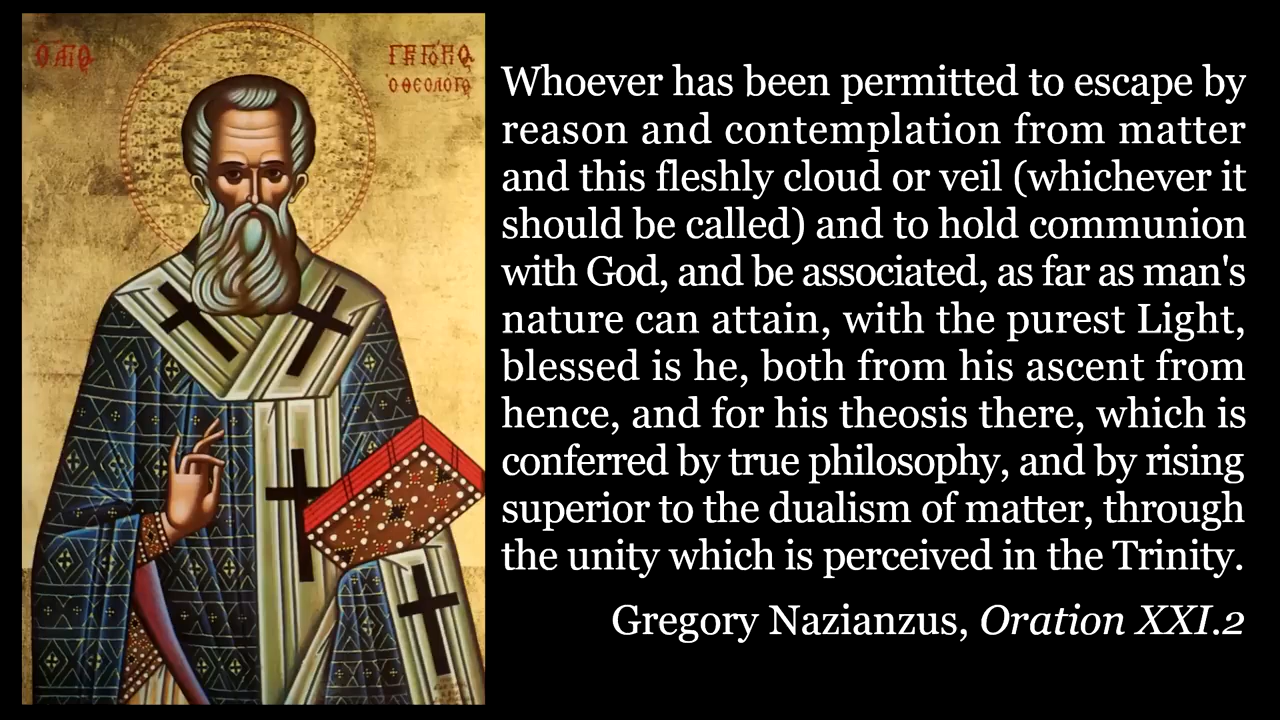 Ὁ ἍΓΙΟϹ
ΓΡΗΓΌΡΙΟϹ
Ὁ ΘΕΟΛΌΓΟϹ
Whoever has been permitted to escape by
reason and contemplation from matter
and this fleshly cloud or veil (whichever it
should be called) and to hold communion
with God, and be associated, as far as man's
nature can attain, with the purest Light,
blessed is he, both from his ascent from
hence, and for his theosis there, which is
conferred by true philosophy, and by rising
superior to the dualism of matter, through
the unity which is perceived in the Trinity.
Gregory Nazianzus, Oration XXI.2